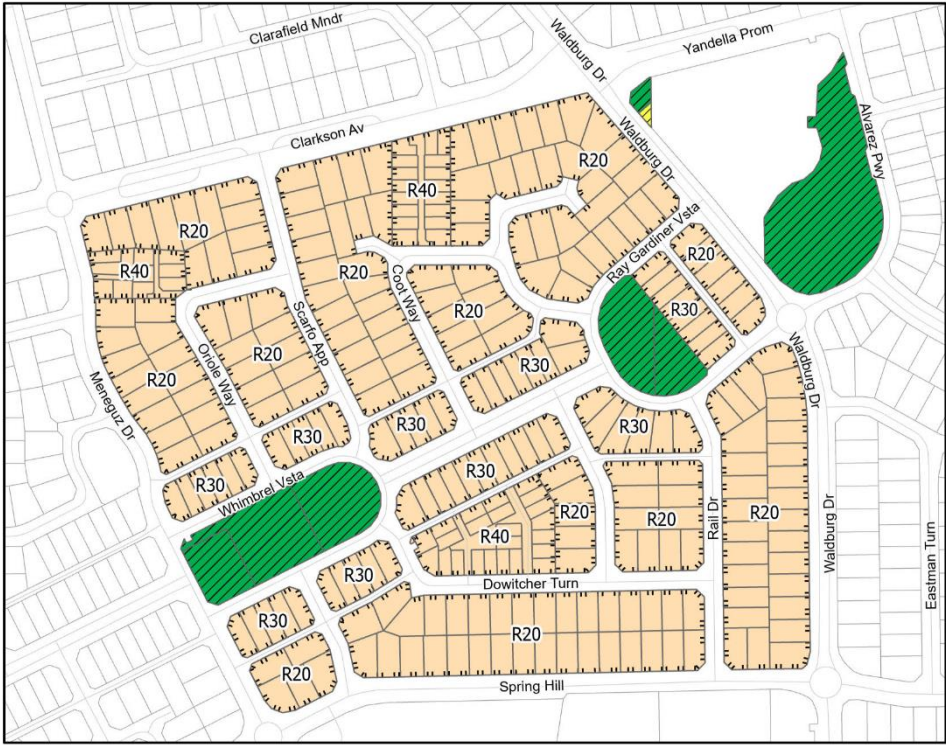 Clarafield Mndr
Waldburg Dr
Yandella Prom
Clarkson Av
Waldburg Dr
Alvarez Pwy
R20
R40
R20
Ray Gardiner Vsta
R20
R40
R20
Coot Way
R20
R30
Scarfo App
Oriole Way
R20
R30
Waldburg Dr
Meneguz Dr
R20
R30
R30
R30
R30
R30
Whimbrel Vsta
R20
R20
R20
Rail Dr
R40
Waldburg Dr
Eastman Turn
R30
Dowitcher Turn
R30
R20
R20
Spring Hill